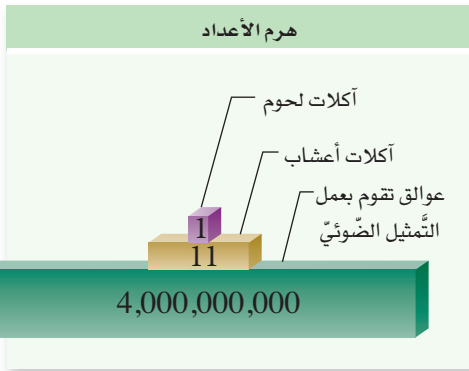 هرم الأعداد
آكلات لحوم
آكلات أعشاب
عوالق تقوم بعمل
التَّمثيل الضّوئيّ
1
11
4,000,000,000